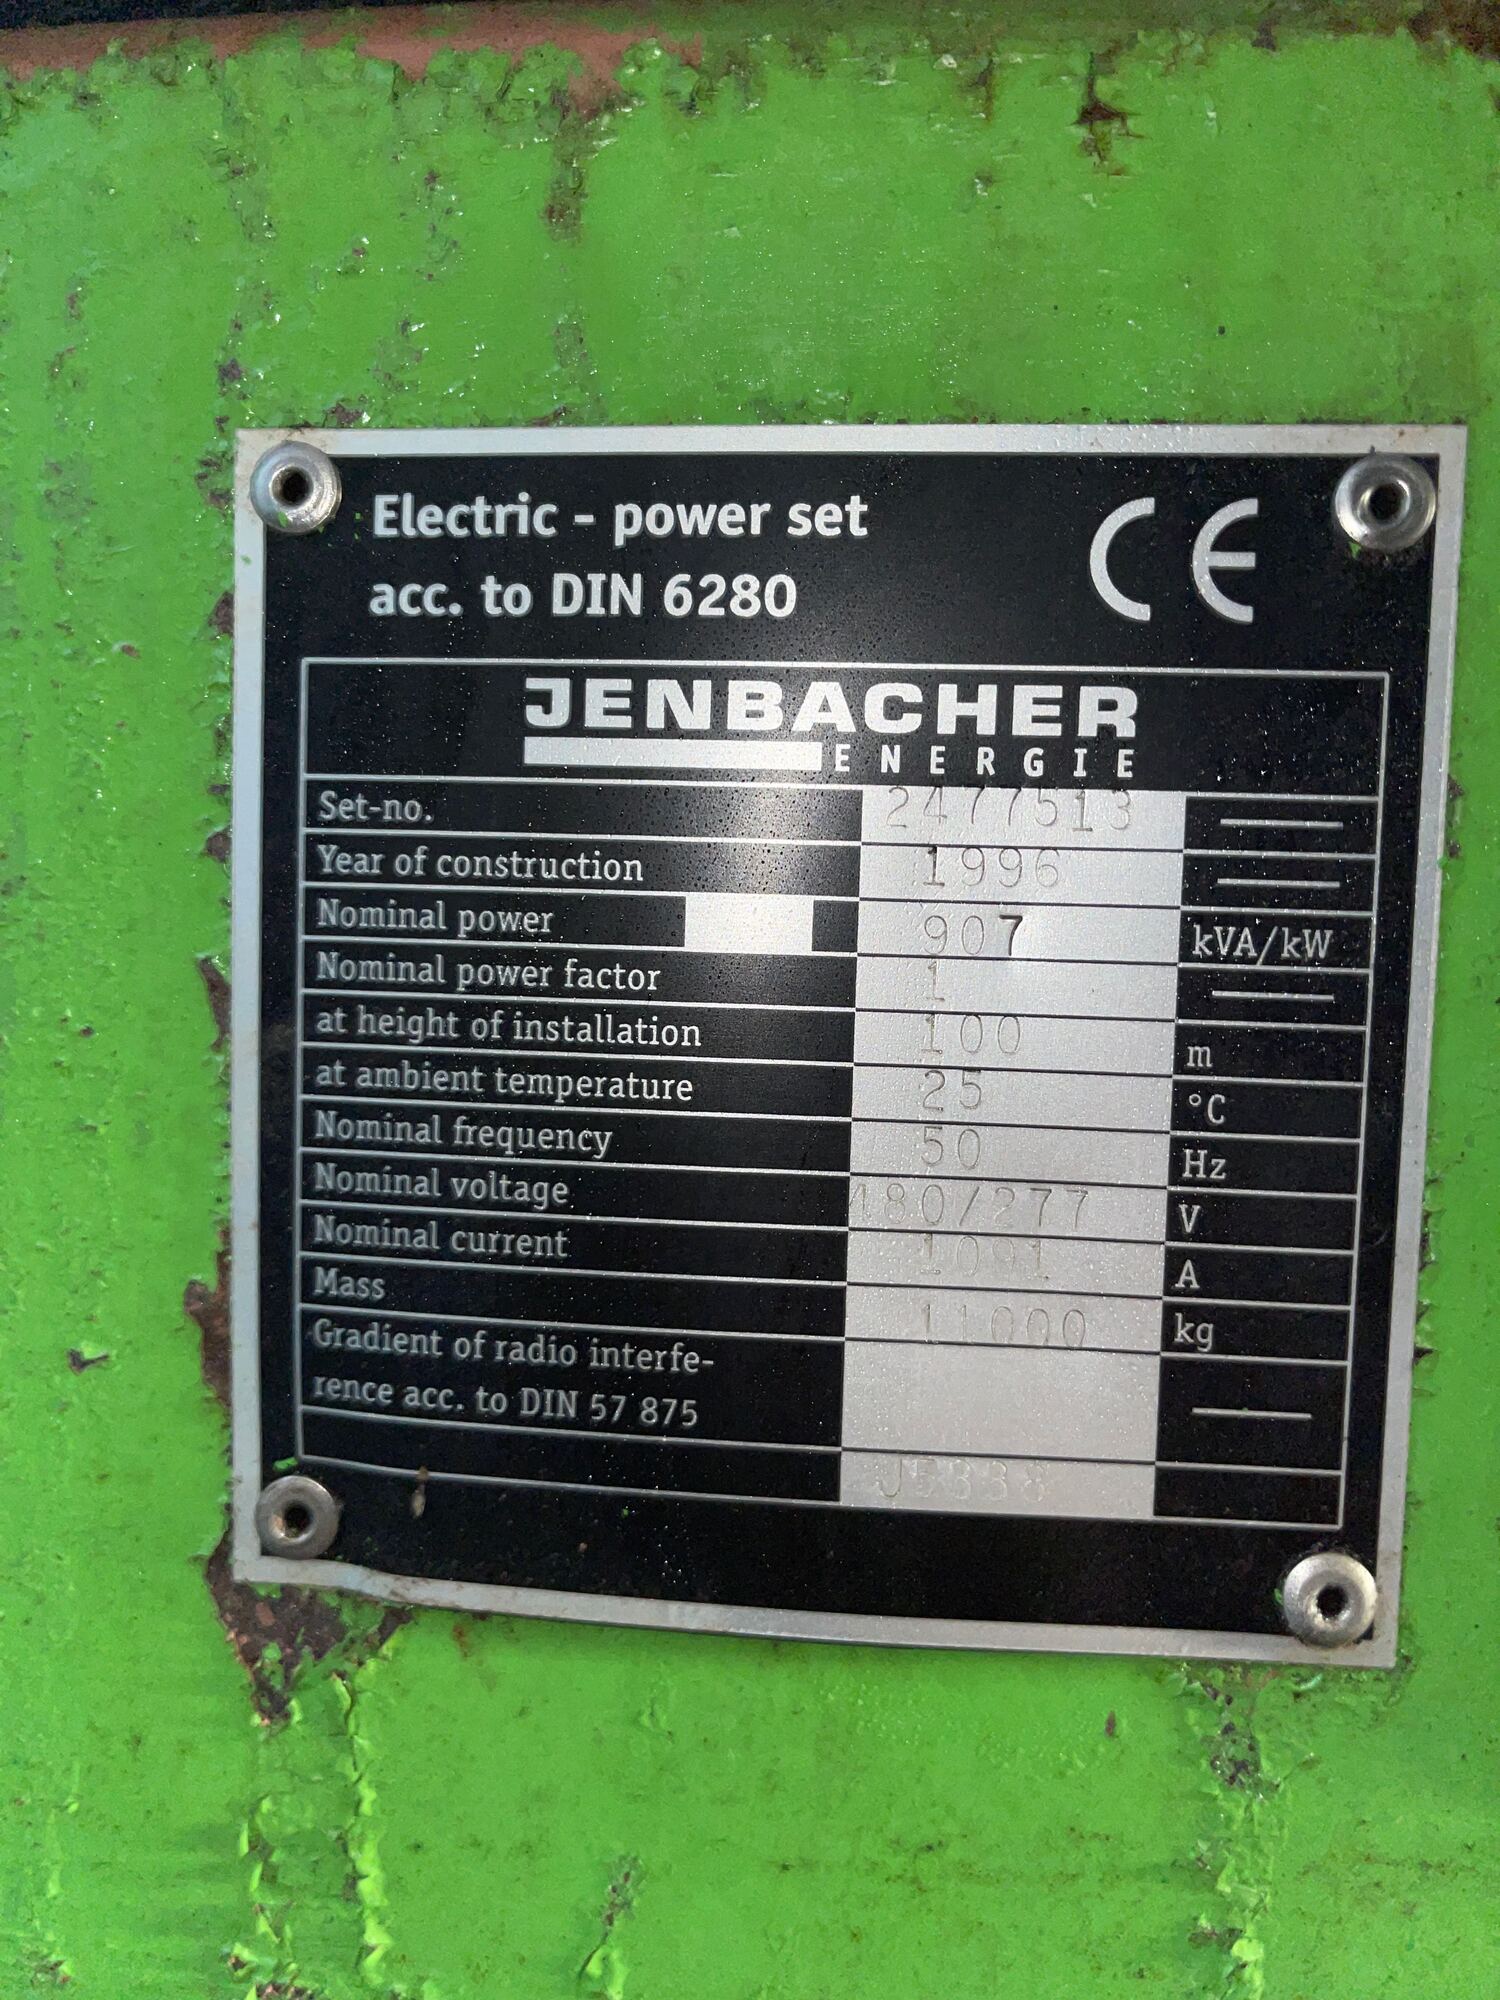 Electric - power set
acc. to DIN 6280
CE
JENBACHER
ENERGIE
Set-no. 2477513
Year of construction 1996
Nominal power 907 kVA/kW
Nominal power factor 1
at height of installation 100 m
at ambient temperature 25 °C
Nominal frequency 50 Hz
Nominal voltage 480/277 V
Nominal current 1091 A
Mass 11000 kg
Gradient of radio interfe-
rence acc. to DIN 57 875